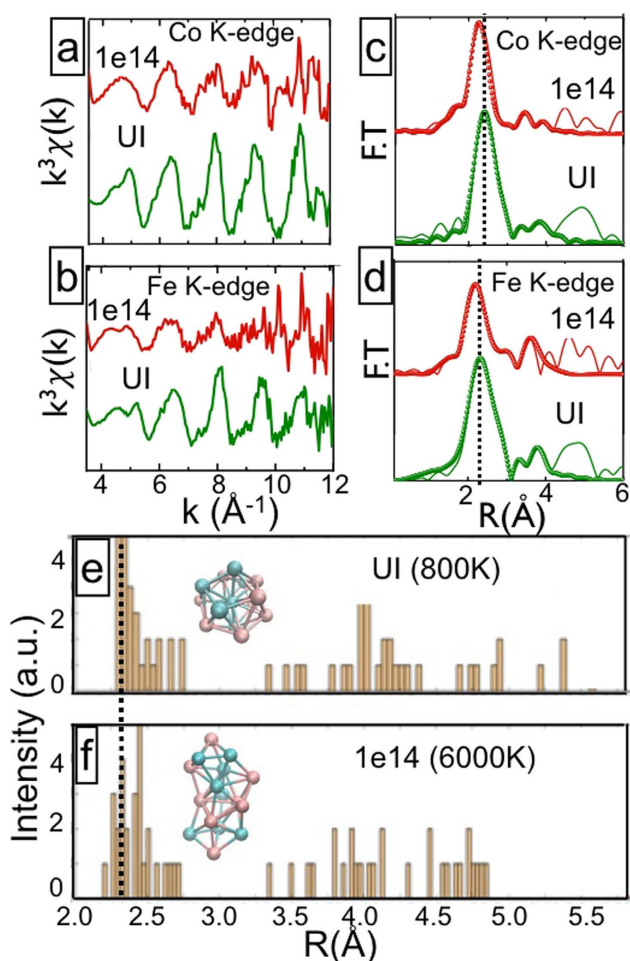 a
Co K-edge
1e14
UI
k³χ(k)
b
Fe K-edge
1e14
UI
k³χ(k)
4 6 8 10 12
k (Å⁻¹)
c
Co K-edge
1e14
UI
F.T
d
Fe K-edge
1e14
UI
F.T
2 4 6
R(Å)
e
UI (800K)
4
2
0
f
1e14 (6000K)
4
2
0
Intensity (a.u.)
2.0 2.5 3.0 3.5 4.0 4.5 5.0 5.5
R(Å)